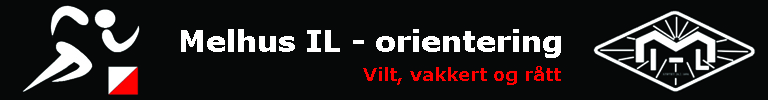 Melhus IL - orientering
Vilt, vakkert og rått
M
I-L